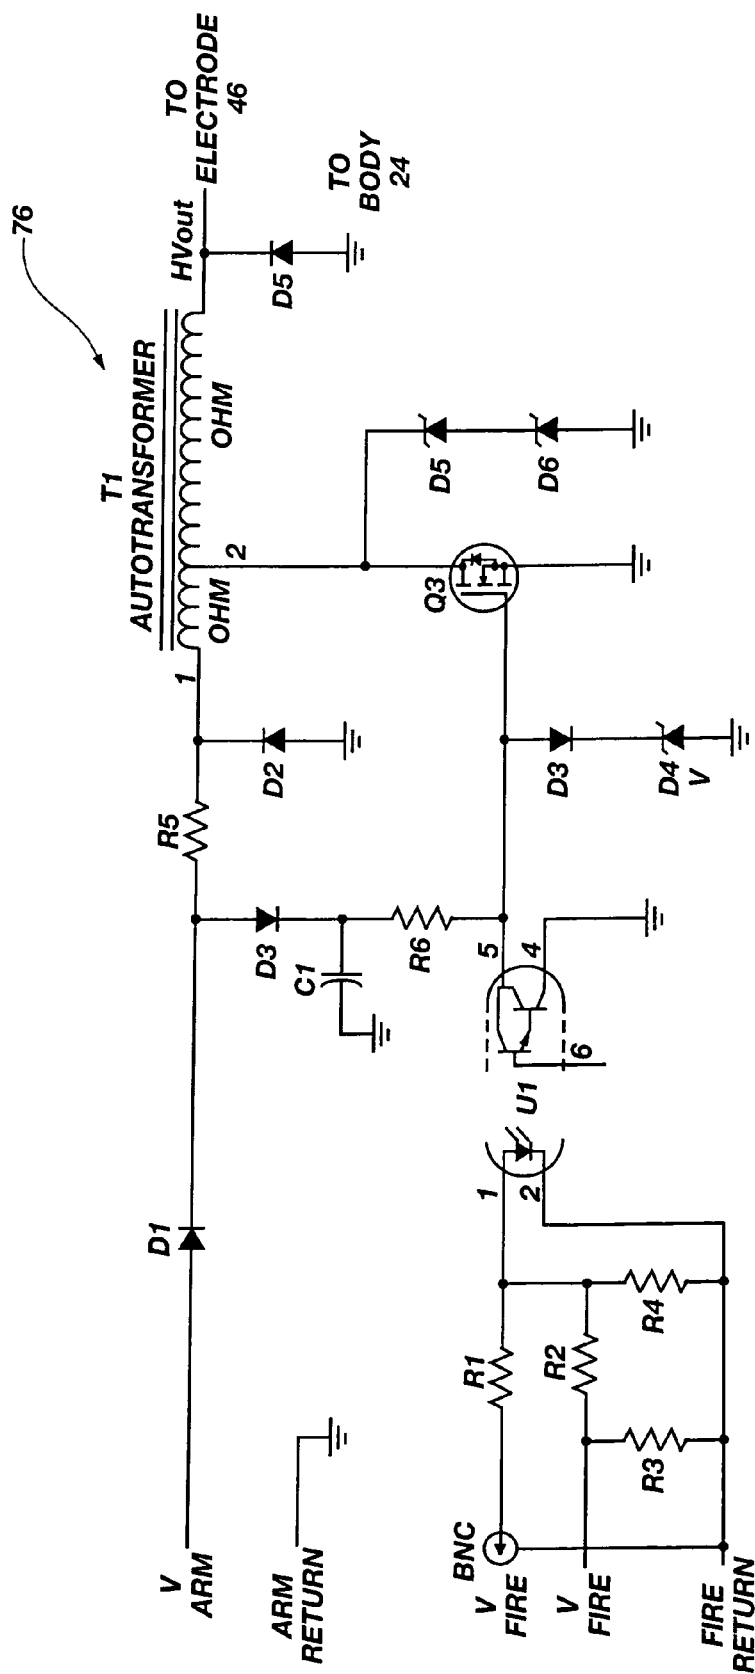 76
T1
AUTOTRANSFORMER
HVout
TO
ELECTRODE
46
TO
BODY
24
D5
OHM
OHM
1
2
D2
R5
D5
D6
Q3
D3
D4
V
D1
D3
C1
R6
5
4
6
U1
1
2
V
ARM
ARM
RETURN
R1
R2
R4
R3
BNC
V
FIRE
V
FIRE
FIRE
RETURN